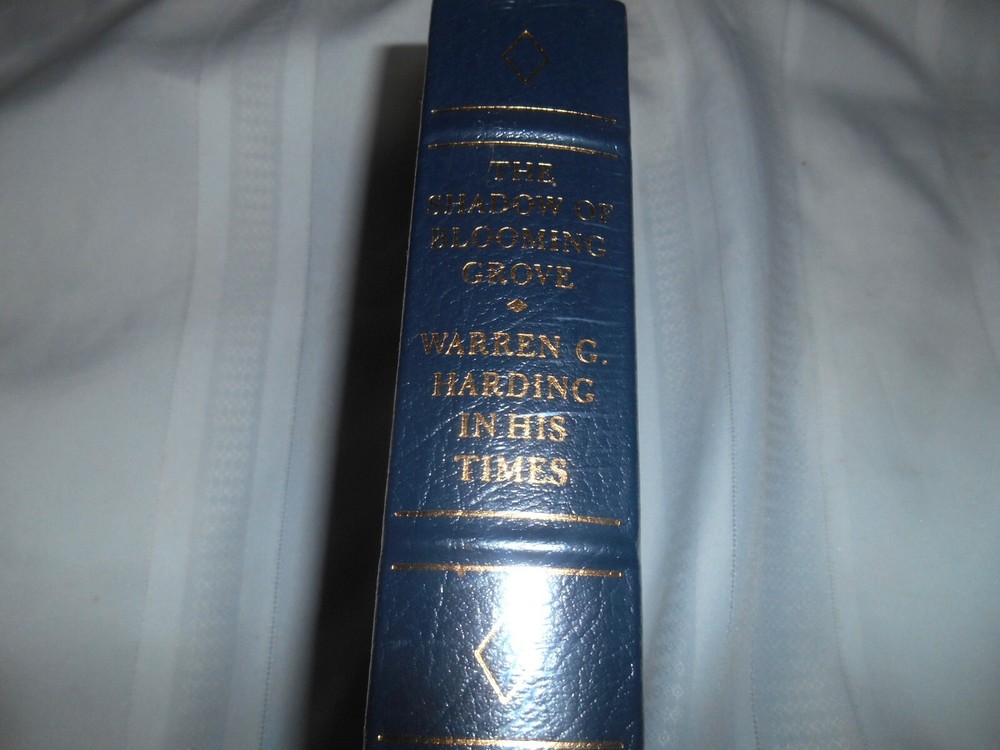 THE
SHADOW OF
BLOOMING
GROVE
WARREN G.
HARDING
IN HIS
TIMES